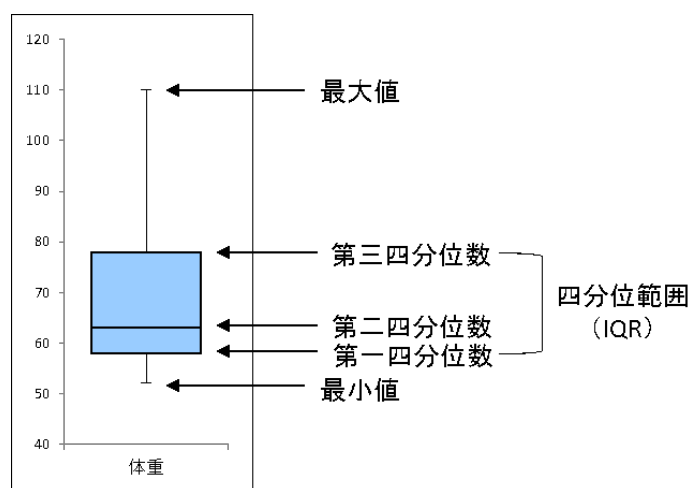 120
110
100
90
80
70
60
50
40
体重
最大値
第三四分位数
第二四分位数
第一四分位数
最小値
四分位範囲
（IQR）